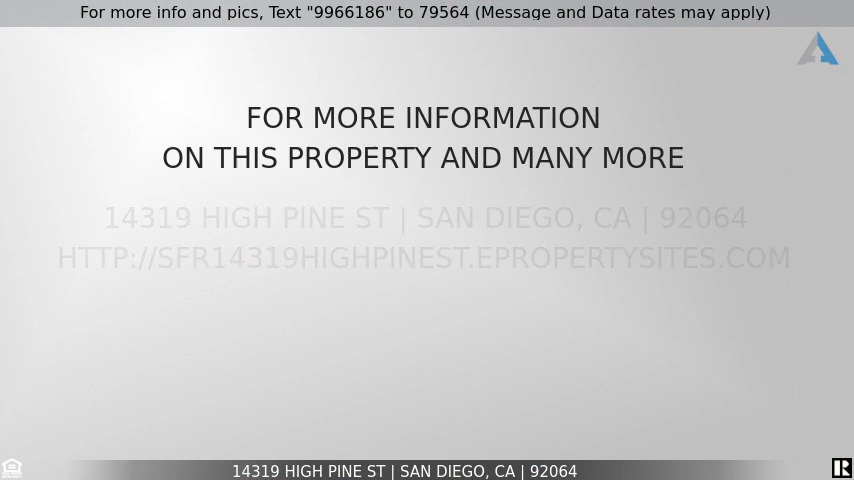 For more info and pics, Text "9966186" to 79564 (Message and Data rates may apply)
FOR MORE INFORMATION
ON THIS PROPERTY AND MANY MORE
14319 HIGH PINE ST | SAN DIEGO, CA | 92064
HTTP://SFR14319HIGHPINEST.EPROPERTYSITES.COM
14319 HIGH PINE ST | SAN DIEGO, CA | 92064